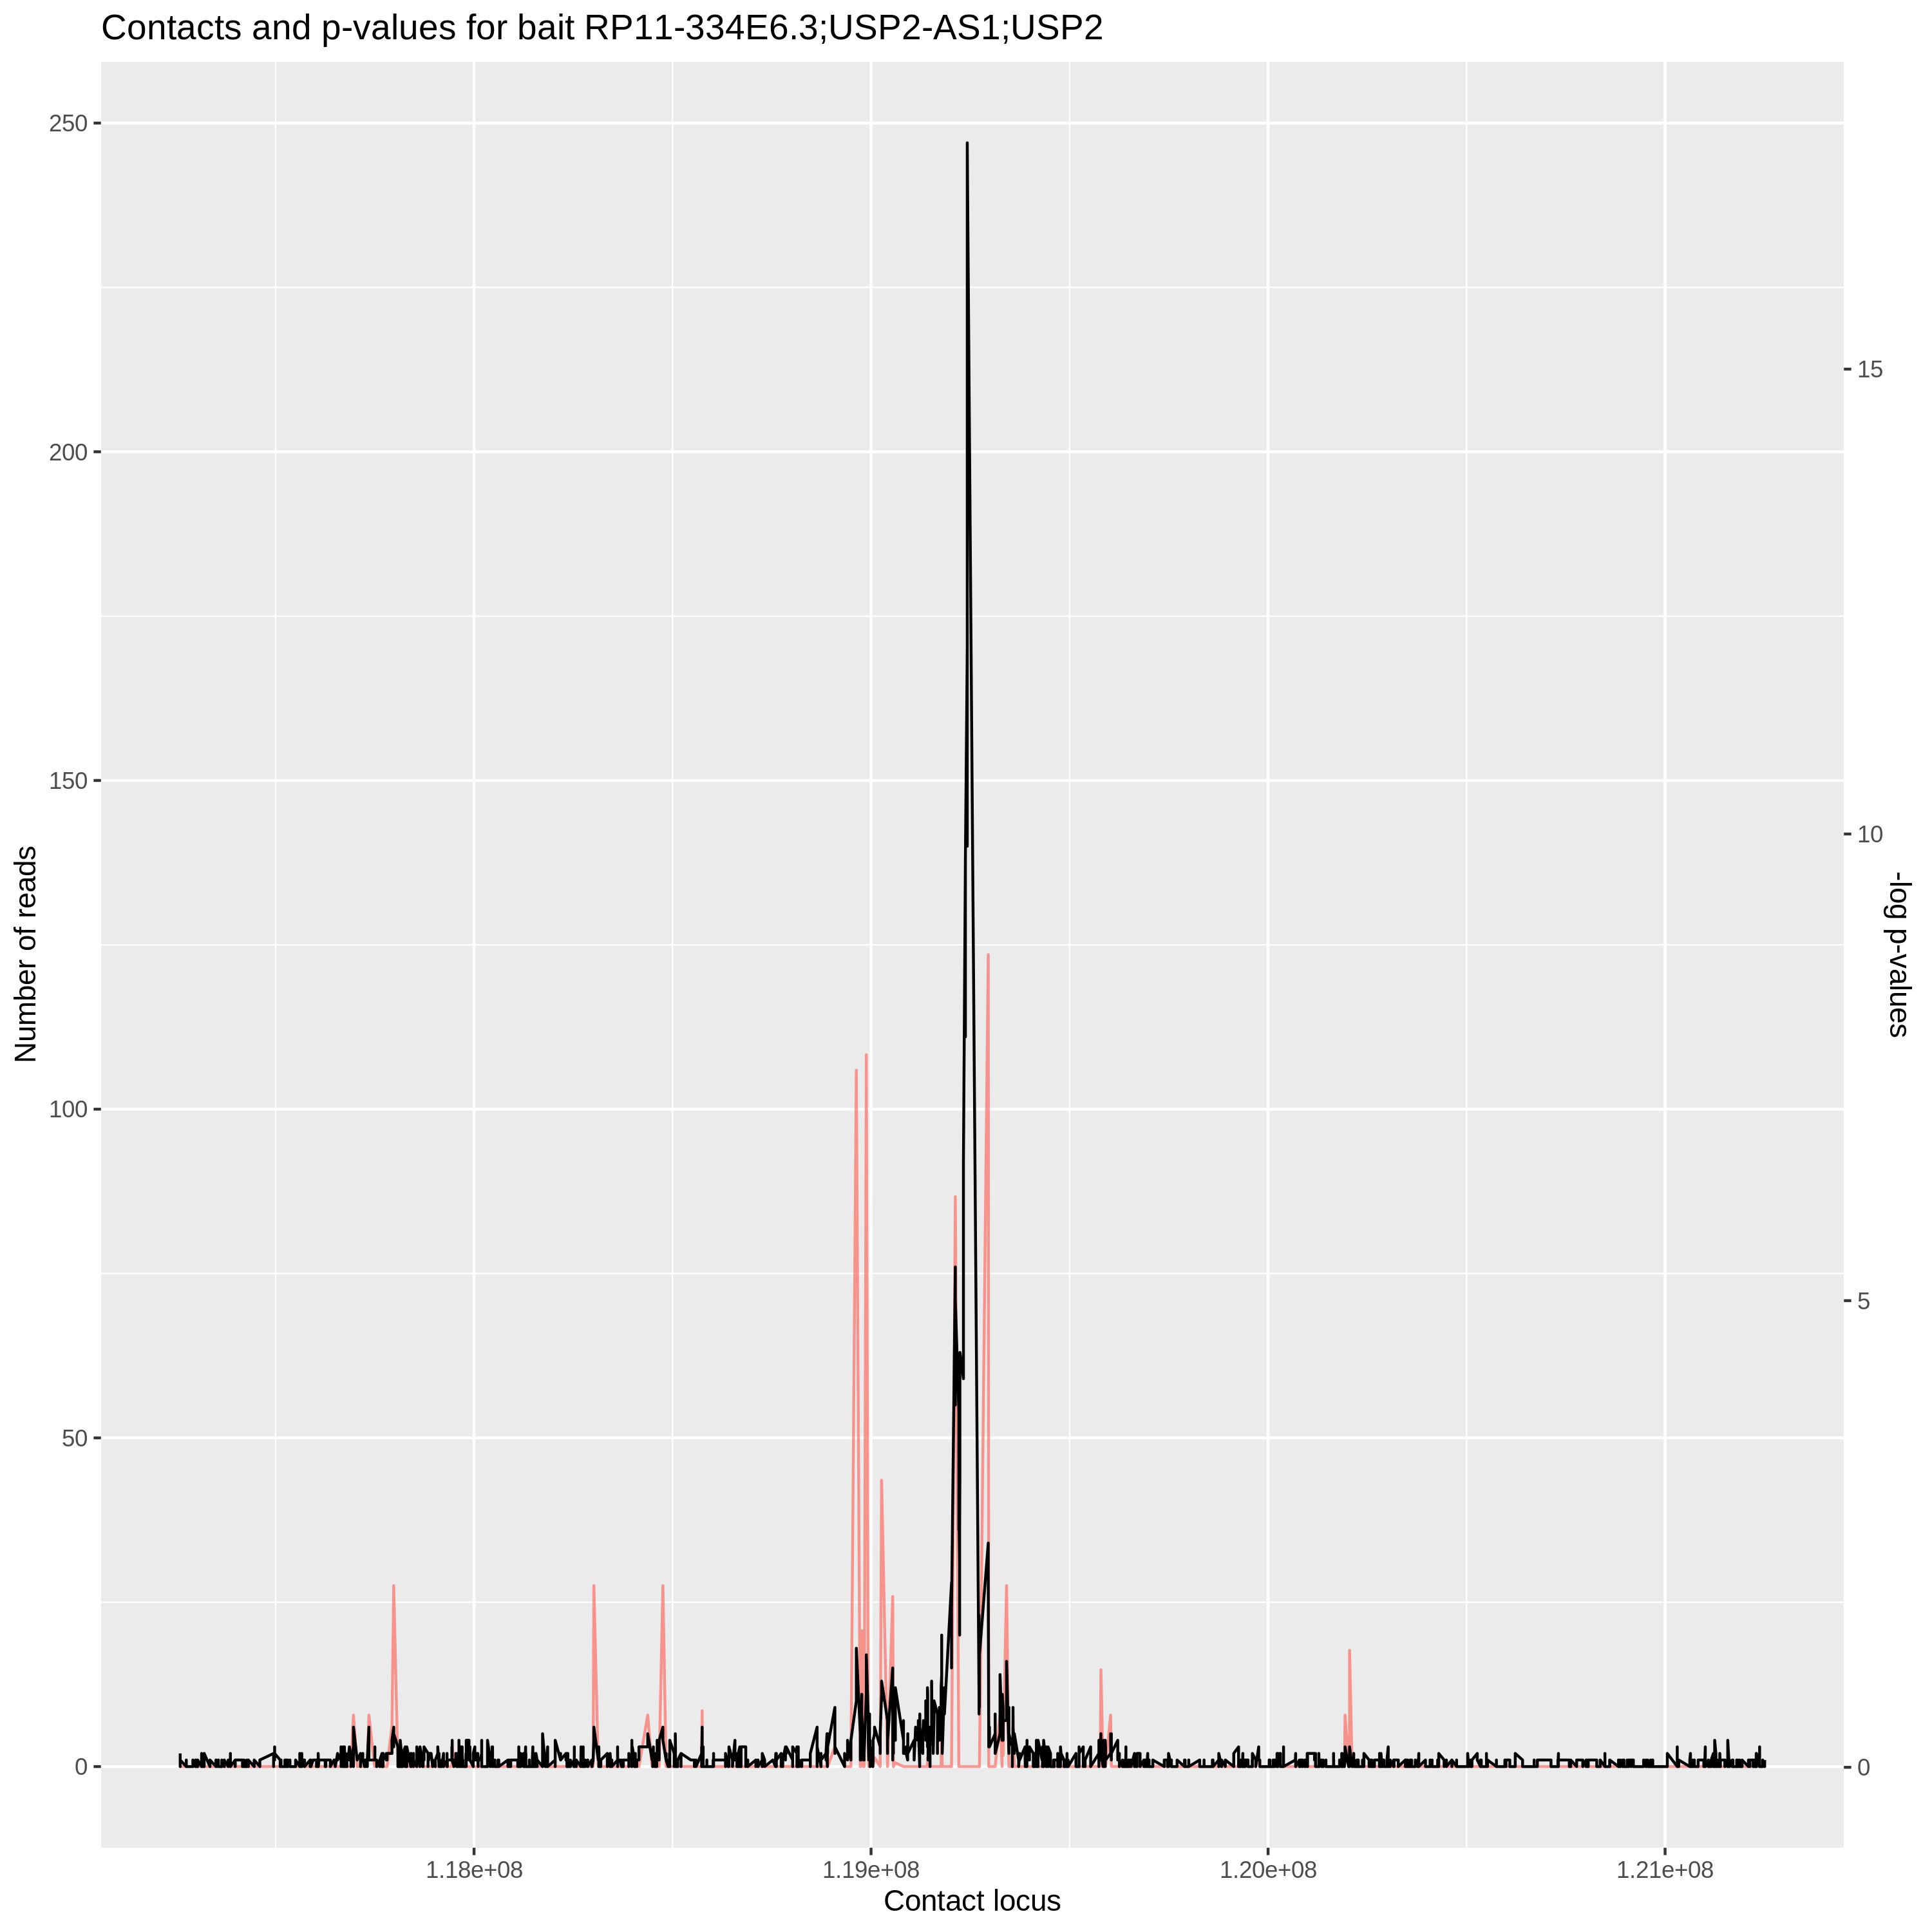 Contacts and p-values for bait RP11-334E6.3;USP2-AS1;USP2
250
200
150
100
50
0
Number of reads
15
10
5
0
-log p-values
1.18e+08
1.19e+08
1.20e+08
1.21e+08
Contact locus